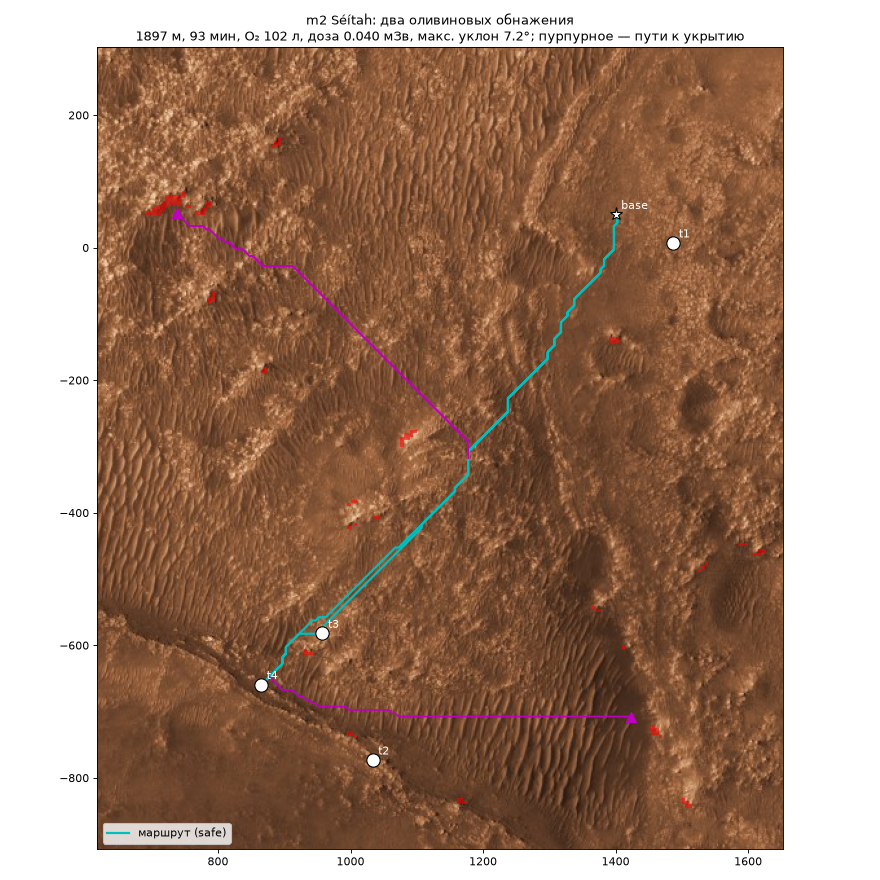 m2 Séítah: два оливиновых обнажения
1897 м, 93 мин, O₂ 102 л, доза 0.040 мЗв, макс. уклон 7.2°; пурпурное — пути к укрытию
200
0
−200
−400
−600
−800
base
t1
t3
t4
t2
маршрут (safe)
800
1000
1200
1400
1600